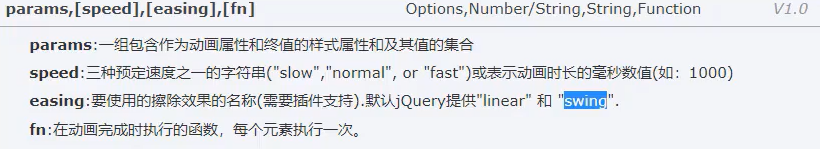 params,[speed],[easing],[fn] Options,Number/String,String,Function V1.0
params:一组包含作为动画属性和终值的样式属性和及其值的集合
speed:三种预定速度之一的字符串("slow","normal", or "fast")或表示动画时长的毫秒数值(如：1000)
easing:要使用的擦除效果的名称(需要插件支持).默认jQuery提供"linear" 和 "swing".
fn:在动画完成时执行的函数，每个元素执行一次。